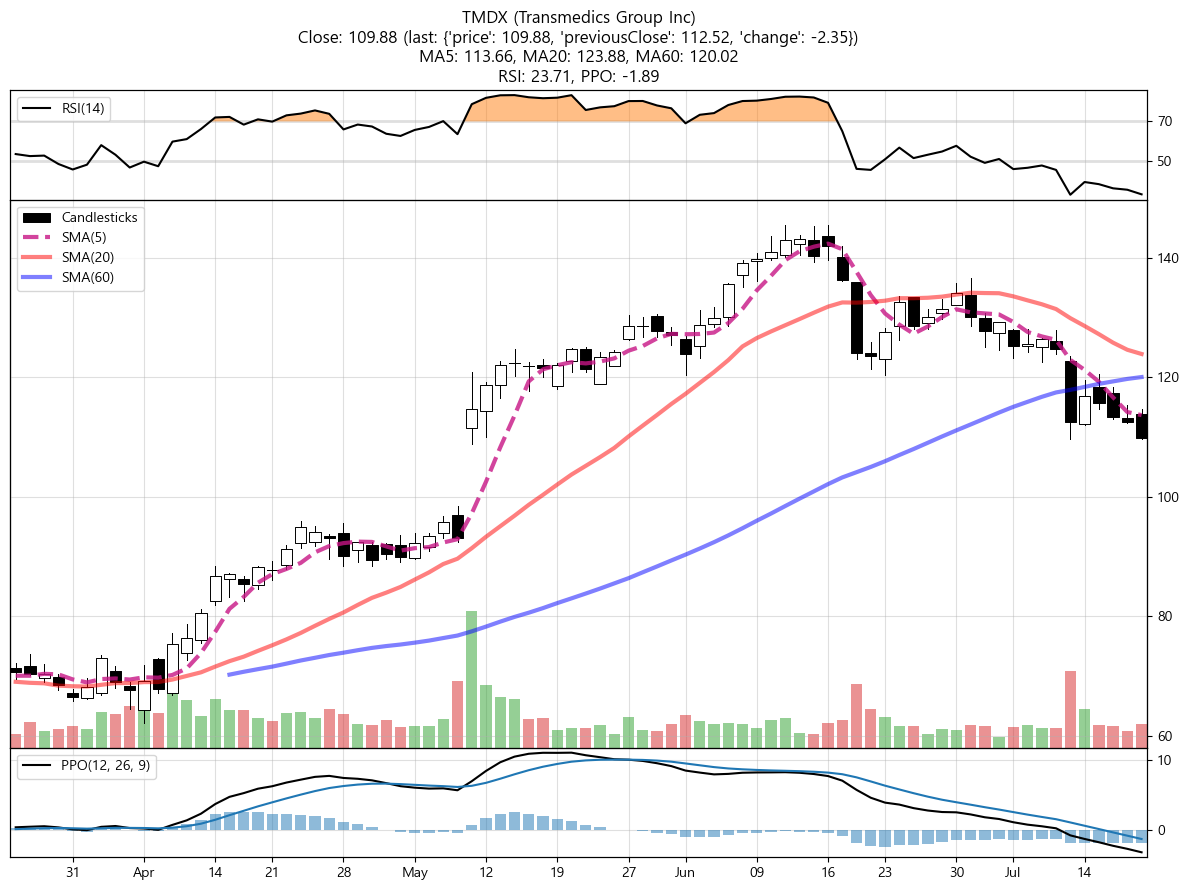 TMDX (Transmedics Group Inc)
Close: 109.88 (last: {'price': 109.88, 'previousClose': 112.52, 'change': -2.35})
MA5: 113.66, MA20: 123.88, MA60: 120.02
RSI: 23.71, PPO: -1.89
RSI(14)
70
50
Candlesticks
SMA(5)
SMA(20)
SMA(60)
140
120
100
80
60
PPO(12, 26, 9)
10
0
31 Apr 14 21 28 May 12 19 27 Jun 09 16 23 30 Jul 14